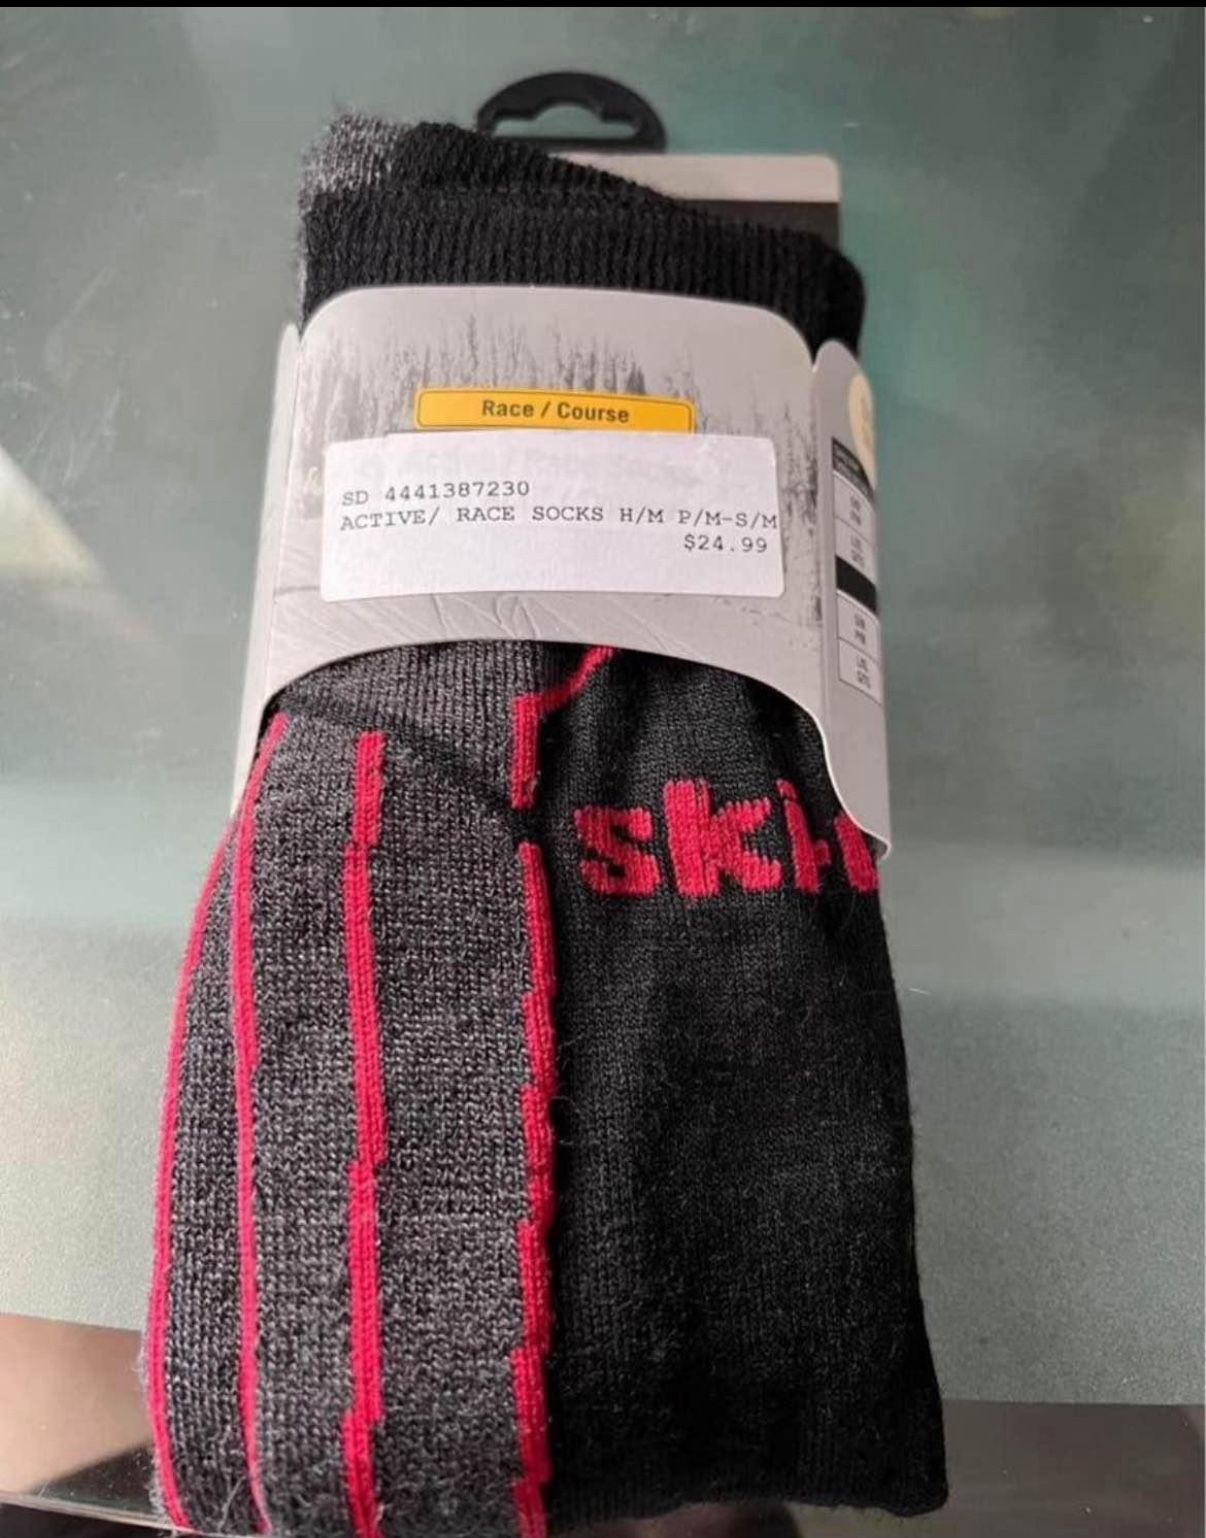 Race / Course
SD 4441387230
ACTIVE/ RACE SOCKS H/M P/M-S/M
$24.99